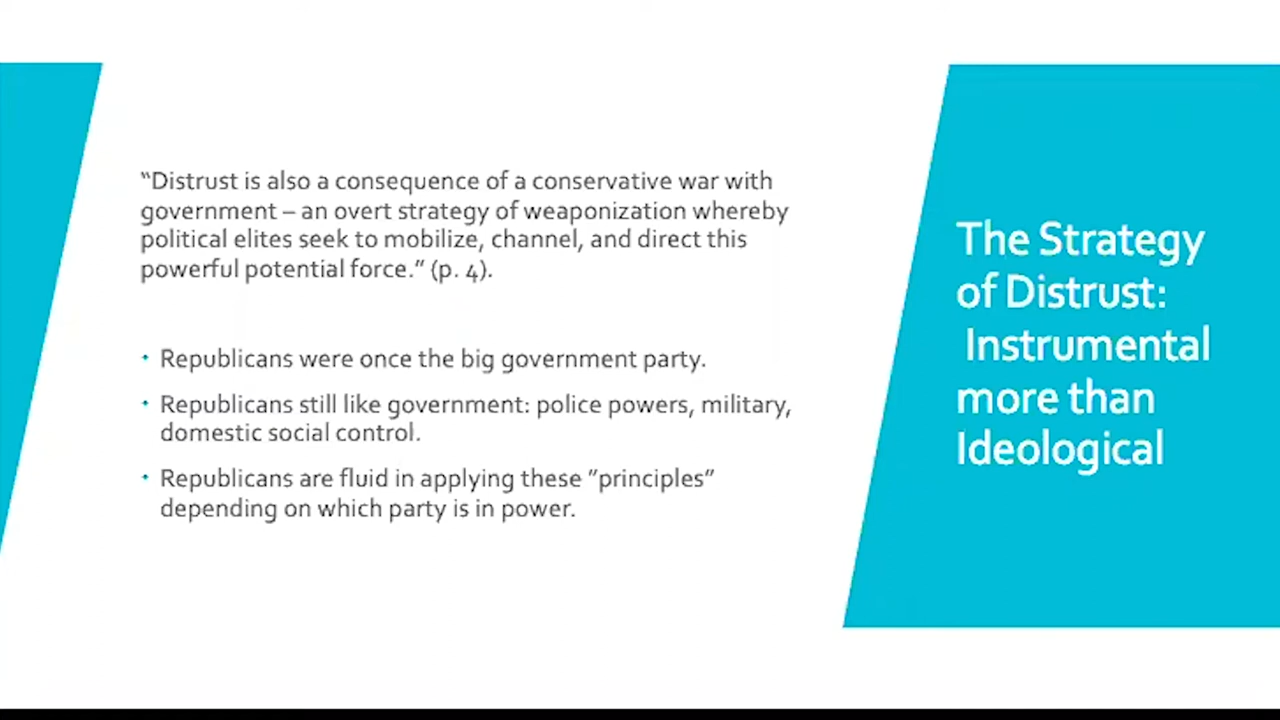 “Distrust is also a consequence of a conservative war with
government – an overt strategy of weaponization whereby
political elites seek to mobilize, channel, and direct this
powerful potential force.” (p. 4).
• Republicans were once the big government party.
• Republicans still like government: police powers, military,
domestic social control.
• Republicans are fluid in applying these “principles”
depending on which party is in power.
The Strategy
of Distrust:
Instrumental
more than
Ideological